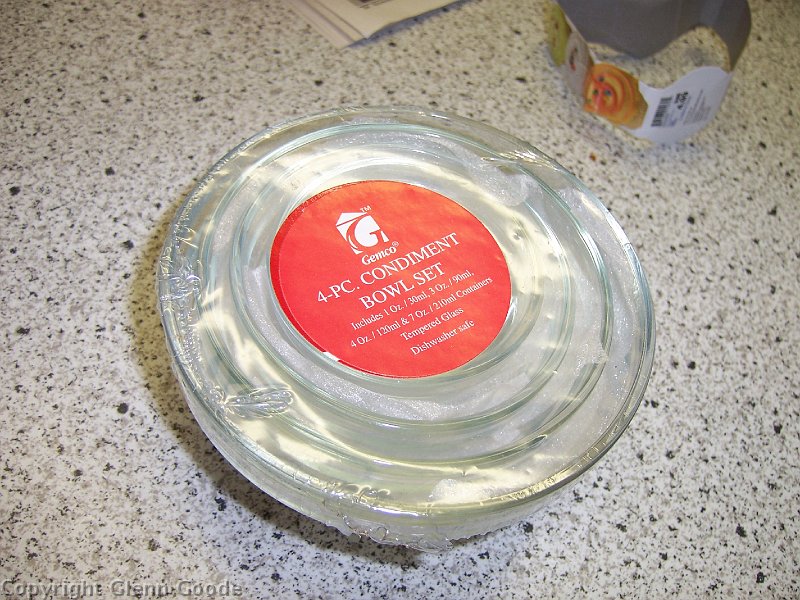 TM
Gemco®
4-PC. CONDIMENT
BOWL SET
Includes 1 Oz / 30ml, 3 Oz. / 90ml,
4 Oz / 120ml & 7 Oz / 210ml Containers
Tempered Glass
Dishwasher safe
Copyright Glenn Goode